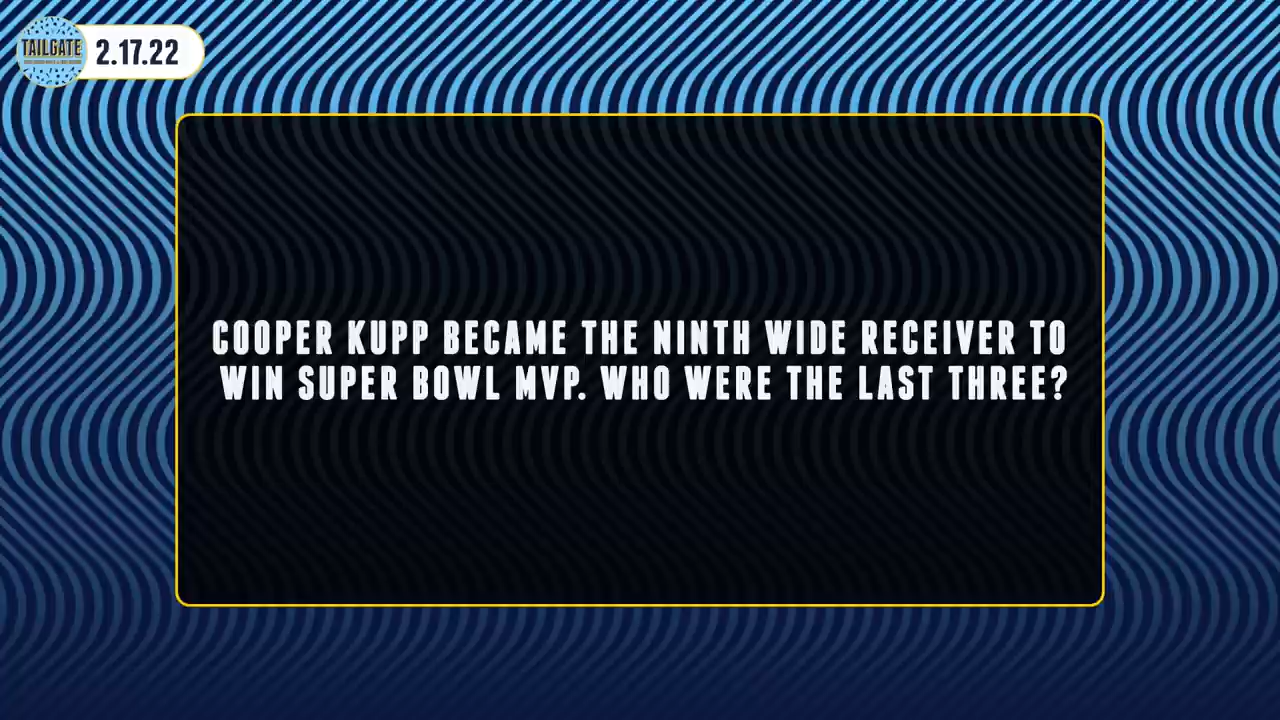 TAILGATE
2.17.22
COOPER KUPP BECAME THE NINTH WIDE RECEIVER TO
WIN SUPER BOWL MVP. WHO WERE THE LAST THREE?